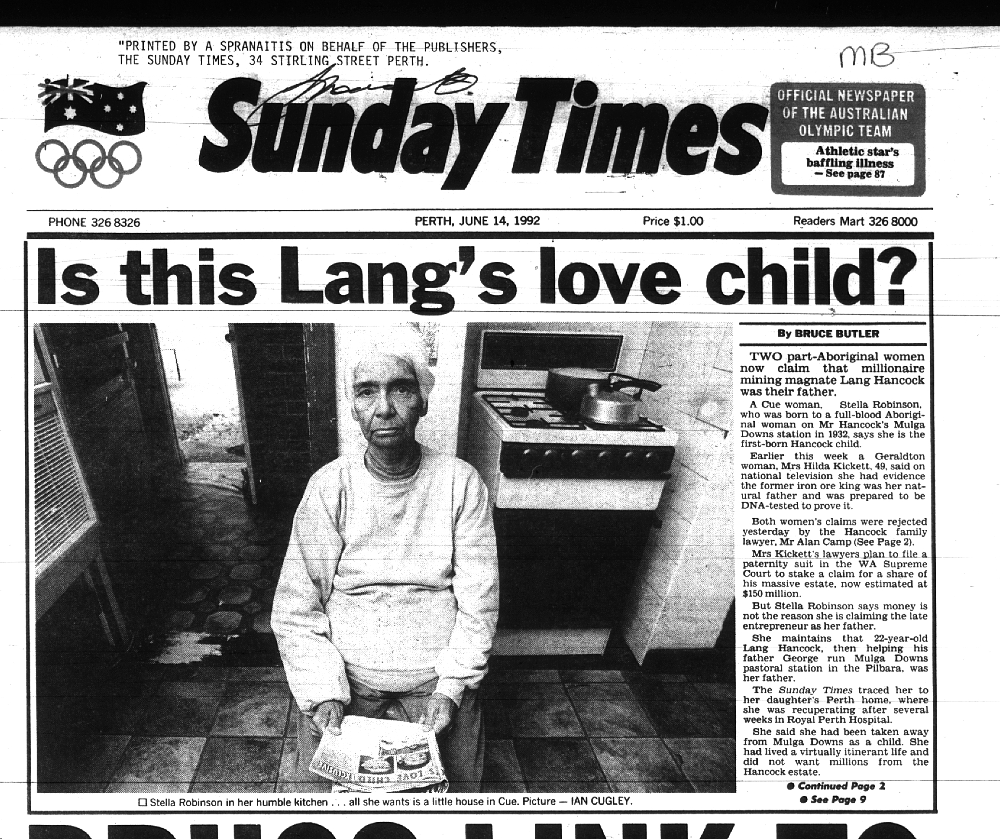 "PRINTED BY A SPRANAITIS ON BEHALF OF THE PUBLISHERS,
THE SUNDAY TIMES, 34 STIRLING STREET PERTH.
MB
Sunday Times
OFFICIAL NEWSPAPER
OF THE AUSTRALIAN
OLYMPIC TEAM
Athletic star's
baffling illness
— See page 87
PHONE 326 8326
PERTH, JUNE 14, 1992
Price $1.00
Readers Mart 326 8000
Is this Lang's love child?
By BRUCE BUTLER
TWO part-Aboriginal women
now claim that millionaire
mining magnate Lang Hancock
was their father.
A Cue woman, Stella Robinson,
who was born to a full-blood Aborigi-
nal woman on Mr Hancock's Mulga
Downs station in 1932, says she is the
first-born Hancock child.
Earlier this week a Geraldton
woman, Mrs Hilda Kickett, 49, said on
national television she had evidence
the former iron ore king was her nat-
ural father and was prepared to be
DNA-tested to prove it.
Both women's claims were rejected
yesterday by the Hancock family
lawyer, Mr Alan Camp (See Page 2).
Mrs Kickett's lawyers plan to file a
paternity suit in the WA Supreme
Court to stake a claim for a share of
his massive estate, now estimated at
$150 million.
But Stella Robinson says money is
not the reason she is claiming the late
entrepreneur as her father.
She maintains that 22-year-old
Lang Hancock, then helping his
father George run Mulga Downs
pastoral station in the Pilbara, was
her father.
The Sunday Times traced her to
her daughter's Perth home, where
she was recuperating after several
weeks in Royal Perth Hospital.
She said she had been taken away
from Mulga Downs as a child. She
had lived a virtually itinerant life and
did not want millions from the
Hancock estate.
● Continued Page 2
● See Page 9
'S LOVE CHILD EXCLUSIVE
☐ Stella Robinson in her humble kitchen . . . all she wants is a little house in Cue. Picture — IAN CUGLEY.